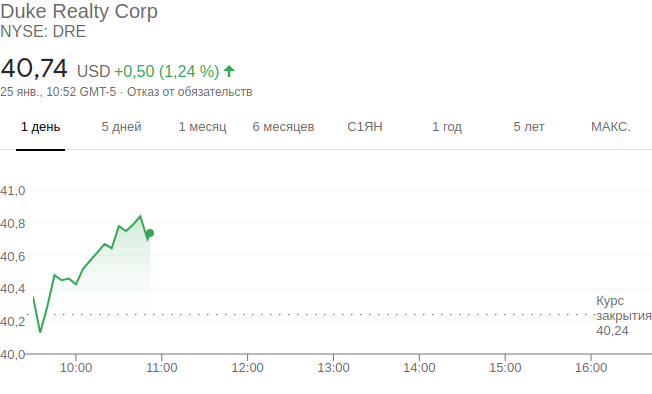 Duke Realty Corp
NYSE: DRE
40,74 USD +0,50 (1,24 %)
25 янв., 10:52 GMT-5 · Отказ от обязательств
1 день 5 дней 1 месяц 6 месяцев С1ЯН 1 год 5 лет МАКС.
41,0
40,8
40,6
40,4
40,2
40,0
Курс
закрытия
40,24
10:00 11:00 12:00 13:00 14:00 15:00 16:00